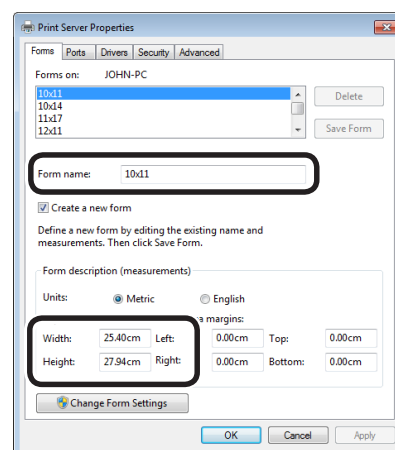 Print Server Properties
Forms Ports Drivers Security Advanced
Forms on: JOHN-PC
10x11
10x14
11x17
12x11
Delete
Save Form
Form name: 10x11
Create a new form
Define a new form by editing the existing name and
measurements. Then click Save Form.
Form description (measurements)
Units: Metric English
a margins:
Width: 25.40cm Left: 0.00cm Top: 0.00cm
Height: 27.94cm Right: 0.00cm Bottom: 0.00cm
Change Form Settings
OK Cancel Apply